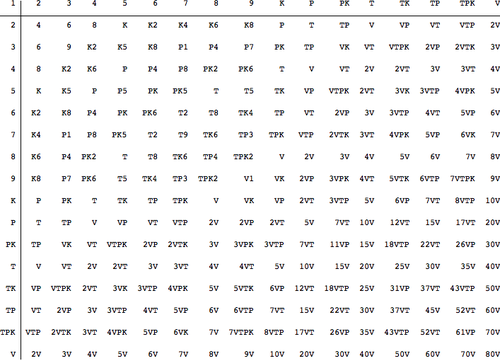 1 2 3 4 5 6 7 8 9 K P PK T TK TP TPK V
2 4 6 8 K K2 K4 K6 K8 P T TP V VP VT VTP 2V
3 6 9 K2 K5 K8 P1 P4 P7 PK TP VK VT VTPK 2VP 2VTK 3V
4 8 K2 K6 P P4 P8 PK2 PK6 T V VT 2V 2VT 3V 3VT 4V
5 K K5 P P5 PK PK5 T T5 TK VP VTPK 2VT 3VK 3VTP 4VPK 5V
6 K2 K8 P4 PK PK6 T2 T8 TK4 TP VT 2VP 3V 3VTP 4VT 5VP 6V
7 K4 P1 P8 PK5 T2 T9 TK6 TP3 TPK VTP 2VTK 3VT 4VPK 5VP 6VK 7V
8 K6 P4 PK2 T T8 TK6 TP4 TPK2 V 2V 3V 4V 5V 6V 7V 8V
9 K8 P7 PK6 T5 TK4 TP3 TPK2 V1 VK 2VP 3VPK 4VT 5VTK 6VTP 7VTPK 9V
K P PK T TK TP TPK V VK VP 2VT 3VTP 5V 6VP 7VT 8VTP 10V
P T TP V VP VT VTP 2V 2VP 2VT 5V 7VT 10V 12VT 15V 17VT 20V
PK TP VK VT VTPK 2VP 2VTK 3V 3VPK 3VTP 7VT 11VP 15V 18VTP 22VT 26VP 30V
T V VT 2V 2VT 3V 3VT 4V 4VT 5V 10V 15V 20V 25V 30V 35V 40V
TK VP VTPK 2VT 3VK 3VTP 4VPK 5V 5VTK 6VP 12VT 18VTP 25V 31VP 37VT 43VTP 50V
TP VT 2VP 3V 3VTP 4VT 5VP 6V 6VTP 7VT 15V 22VT 30V 37VT 45V 52VT 60V
TPK VTP 2VTK 3VT 4VPK 5VP 6VK 7V 7VTPK 8VTP 17VT 26VP 35V 43VTP 52VT 61VP 70V
V 2V 3V 4V 5V 6V 7V 8V 9V 10V 20V 30V 40V 50V 60V 70V 80V